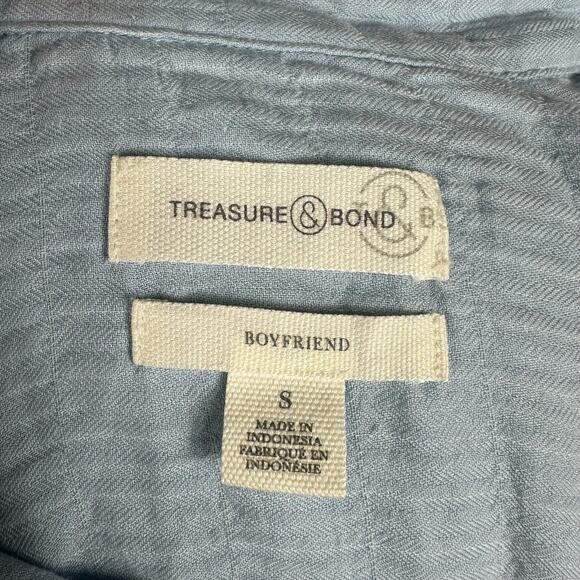 TREASURE & BOND
&
BOYFRIEND
S
MADE IN
INDONESIA
FABRIQUÉ EN
INDONÉSIE